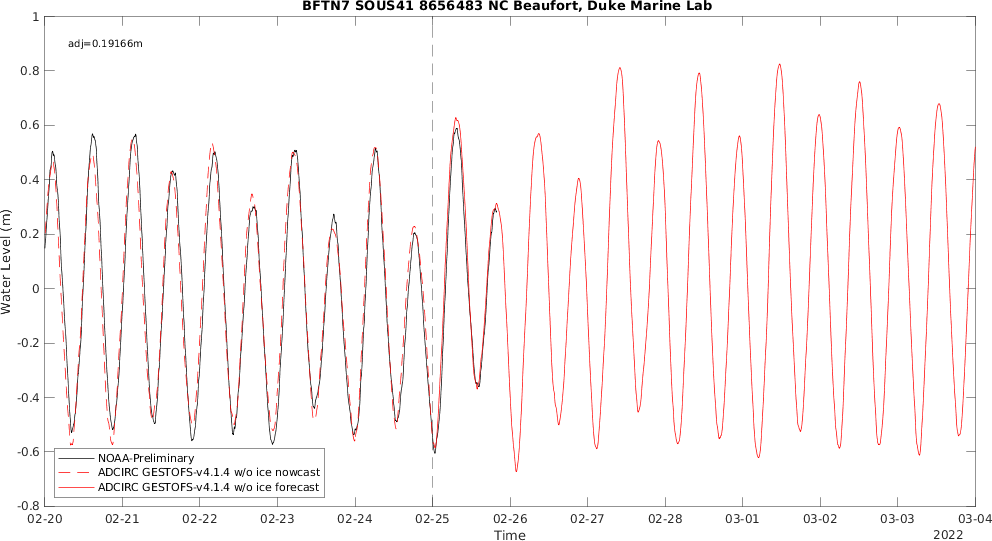 BFTN7 SOUS41 8656483 NC Beaufort, Duke Marine Lab
1
adj=0.19166m
0.8
0.6
0.4
0.2
0
-0.2
-0.4
-0.6
-0.8
Water Level (m)
NOAA-Preliminary
ADCIRC GESTOFS-v4.1.4 w/o ice nowcast
ADCIRC GESTOFS-v4.1.4 w/o ice forecast
02-20 02-21 02-22 02-23 02-24 02-25 02-26 02-27 02-28 03-01 03-02 03-03 03-04
Time
2022